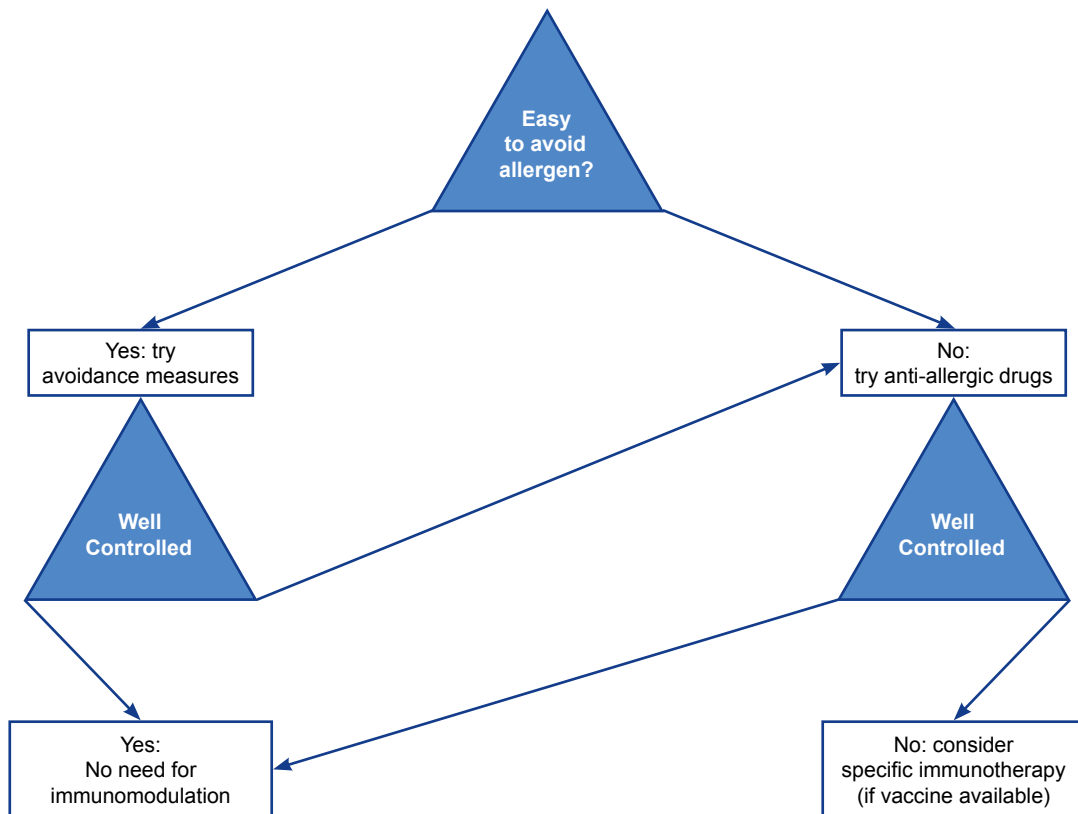 Easy
to avoid
allergen?
Yes: try
avoidance measures
No:
try anti-allergic drugs
Well
Controlled
Well
Controlled
Yes:
No need for
immunomodulation
No: consider
specific immunotherapy
(if vaccine available)